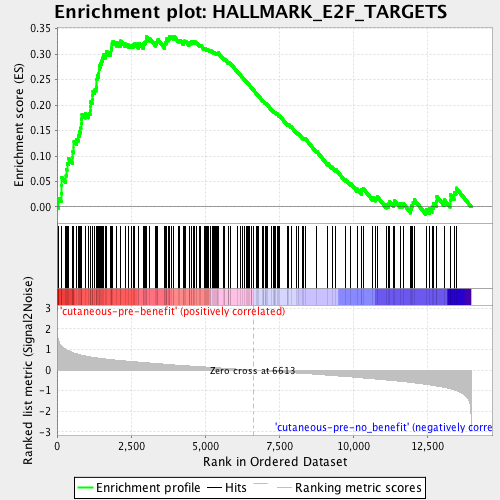 Enrichment plot: HALLMARK_E2F_TARGETS
Enrichment score (ES)
0.35
0.30
0.25
0.20
0.15
0.10
0.05
0.00
'cutaneous-pre-benefit' (positively correlated)
Ranked list metric (Signal2Noise)
3
2
1
0
-1
-2
-3
Zero cross at 6613
'cutaneous-pre-no_benefit' (negatively corre
0
2,500
5,000
7,500
10,000
12,500
Rank in Ordered Dataset
Enrichment profile
Hits
Ranking metric scores